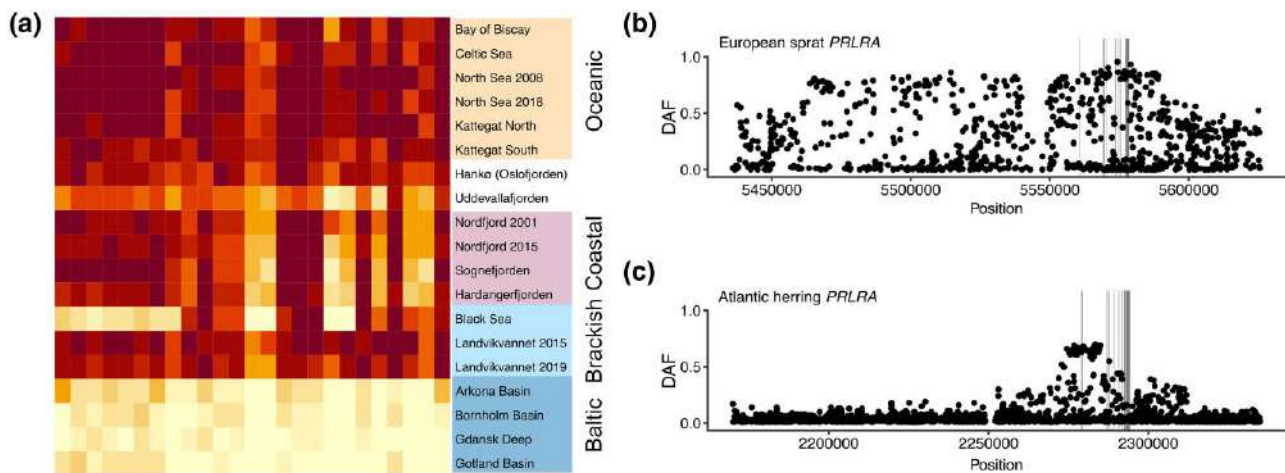 (a)
Bay of Biscay
Celtic Sea
North Sea 2008
North Sea 2018
Kattegat North
Kattegat South
Hankø (Oslofjorden)
Uddevallafjorden
Nordfjord 2001
Nordfjord 2015
Sognefjorden
Hardangerfjorden
Black Sea
Landvikvannet 2015
Landvikvannet 2019
Arkona Basin
Bornholm Basin
Gdansk Deep
Gotland Basin
Oceanic
Coastal
Brackish
Baltic
(b)
European sprat PRLRA
1.0
0.5
0.0
DAF
5450000 5500000 5550000 5600000
Position
(c)
Atlantic herring PRLRA
1.0
0.5
0.0
DAF
2200000 2250000 2300000
Position